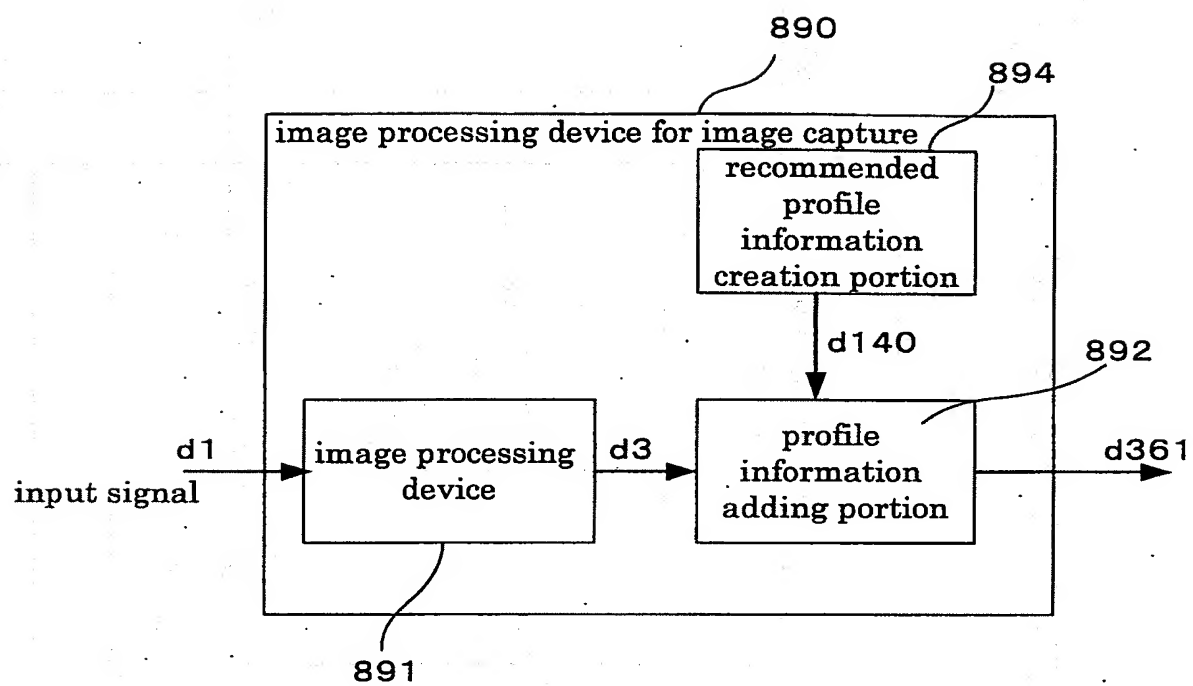 890
894
image processing device for image capture
recommended
profile
information
creation portion
d140
892
d1
input signal
image processing
device
d3
profile
information
adding portion
d361
891